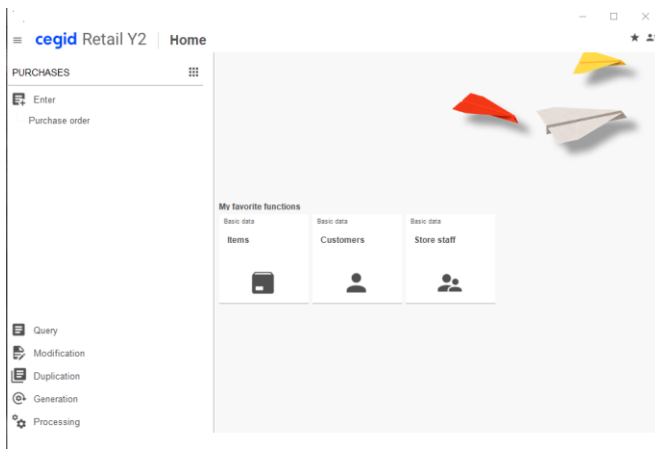 cegid Retail Y2 Home
PURCHASES
Enter
Purchase order
My favorite functions
Basic data
Items
Basic data
Customers
Basic data
Store staff
Query
Modification
Duplication
Generation
Processing